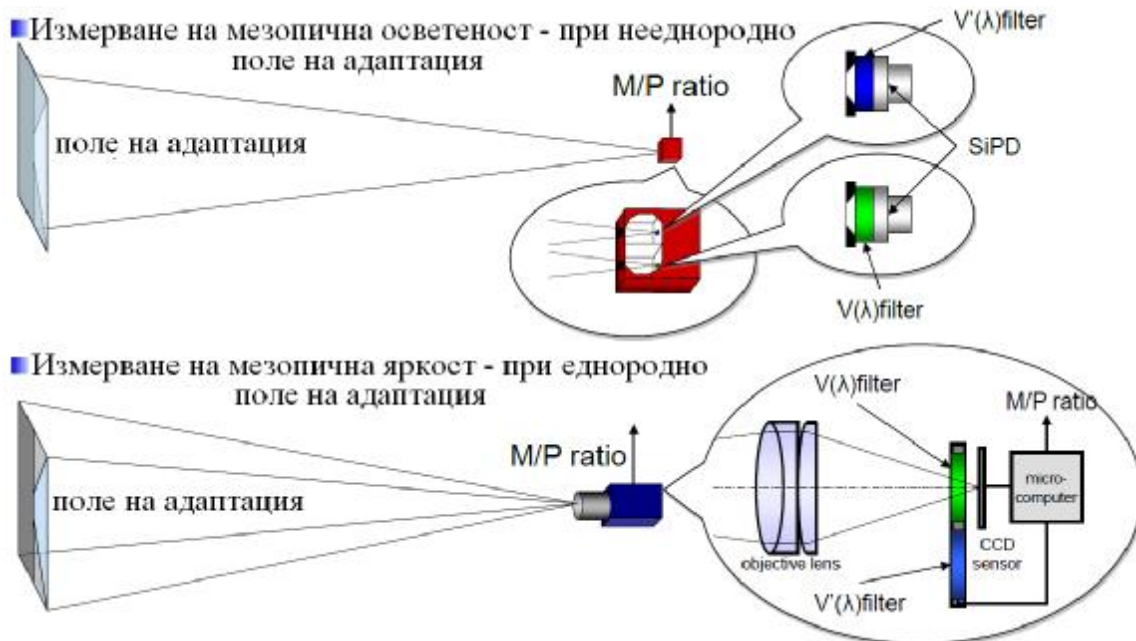 Измерване на мезопична осветеност - при нееднородно
поле на адаптация
V'(λ)filter
M/P ratio
поле на адаптация
SiPD
V(λ)filter
Измерване на мезопична яркост - при еднородно
поле на адаптация
V(λ)filter
M/P ratio
M/P ratio
поле на адаптация
micro-
computer
objective lens
CCD
sensor
V'(λ)filter